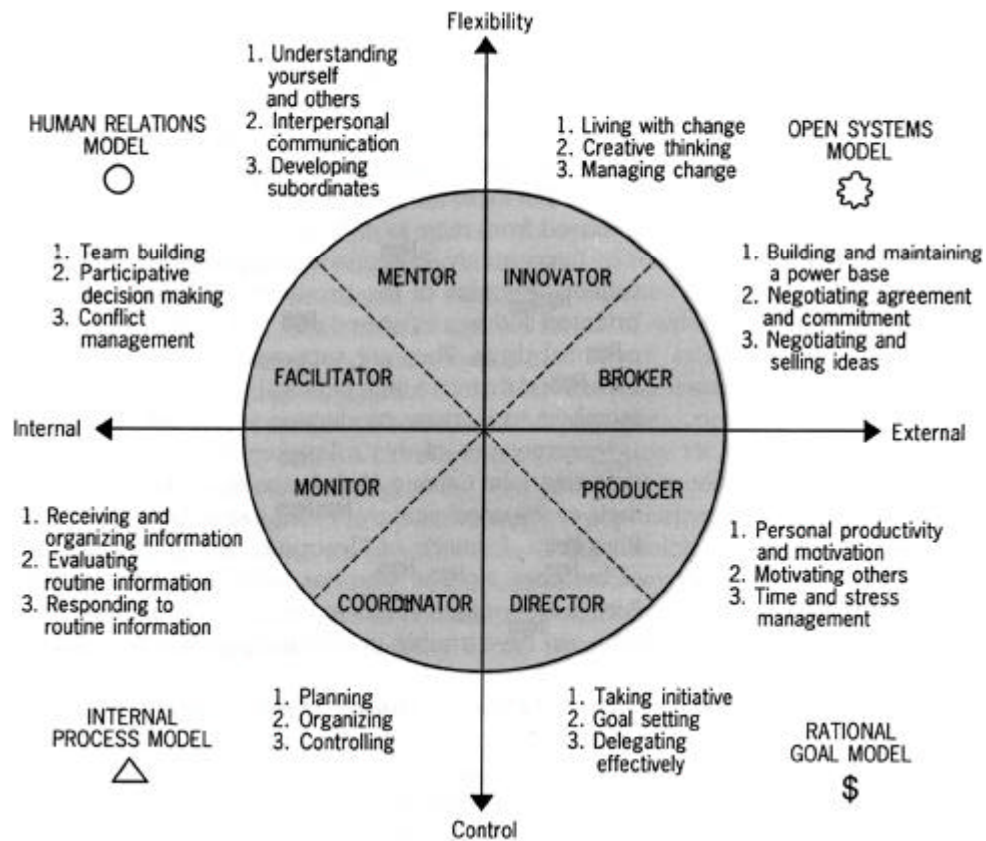 Flexibility
1. Understanding
yourself
and others
2. Interpersonal
communication
3. Developing
subordinates
HUMAN RELATIONS
MODEL
1. Living with change
2. Creative thinking
3. Managing change
OPEN SYSTEMS
MODEL
1. Team building
2. Participative
decision making
3. Conflict
management
MENTOR
INNOVATOR
1. Building and maintaining
a power base
2. Negotiating agreement
and commitment
3. Negotiating and
selling ideas
FACILITATOR
BROKER
Internal
External
MONITOR
PRODUCER
1. Receiving and
organizing information
2. Evaluating
routine information
3. Responding to
routine information
1. Personal productivity
and motivation
2. Motivating others
3. Time and stress
management
COORDINATOR
DIRECTOR
INTERNAL
PROCESS MODEL
1. Planning
2. Organizing
3. Controlling
1. Taking initiative
2. Goal setting
3. Delegating
effectively
RATIONAL
GOAL MODEL
$
Control